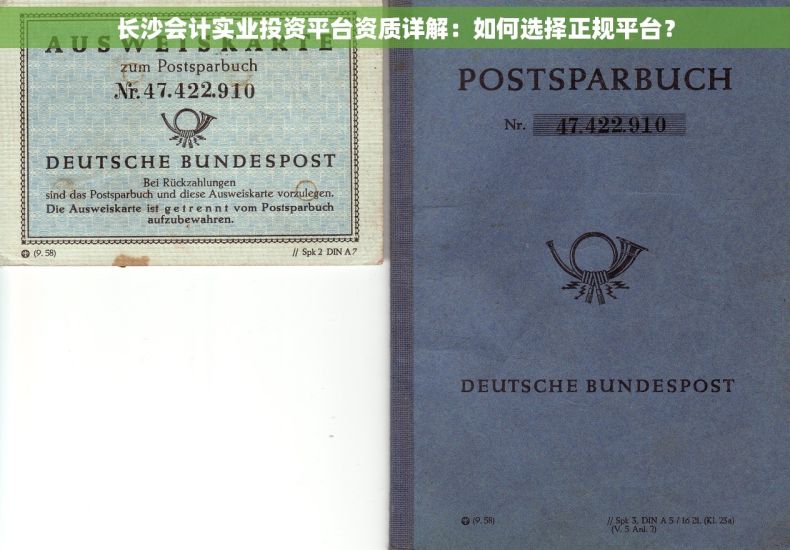 长沙会计实业投资平台资质详解：如何选择正规平台？
AUSWEISKARTE
zum Postsparbuch
Nr. 47.422.910
DEUTSCHE BUNDESPOST
Bei Rückzahlungen
sind das Postsparbuch und diese Ausweiskarte vorzulegen.
Die Ausweiskarte ist getrennt vom Postsparbuch
aufzubewahren.
(9. 58)
// Spk 2 DIN A 7
POSTSPARBUCH
Nr. 47.422.910
DEUTSCHE BUNDESPOST
(9. 58)
// Spk 3, DIN A 5 / 16 Bl. (Kl. 23a)
(V. 5 Anl. 2)